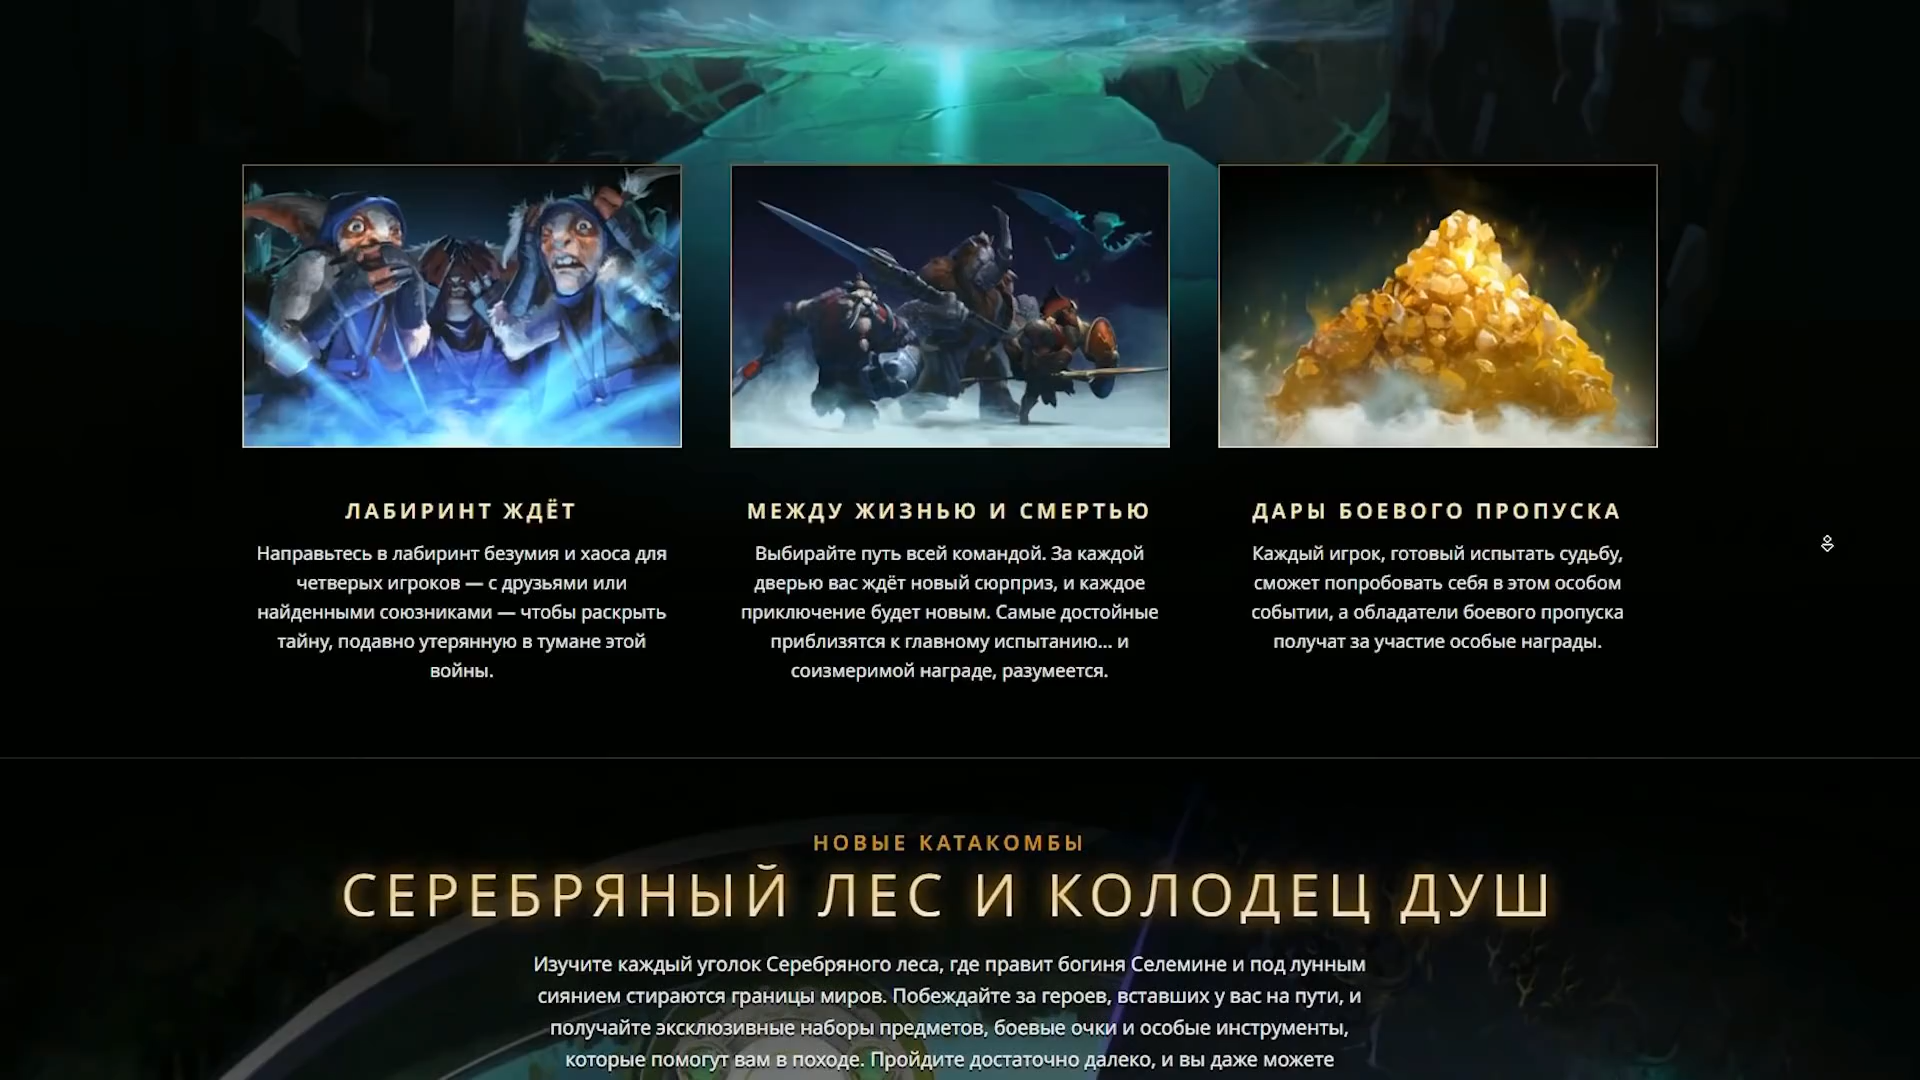 ЛАБИРИНТ ЖДЁТ
Направьтесь в лабиринт безумия и хаоса для
четверых игроков — с друзьями или
найденными союзниками — чтобы раскрыть
тайну, подавно утерянную в тумане этой
войны.
МЕЖДУ ЖИЗНЬЮ И СМЕРТЬЮ
Выбирайте путь всей командой. За каждой
дверью вас ждёт новый сюрприз, и каждое
приключение будет новым. Самые достойные
приблизятся к главному испытанию... и
соизмеримой награде, разумеется.
ДАРЫ БОЕВОГО ПРОПУСКА
Каждый игрок, готовый испытать судьбу,
сможет попробовать себя в этом особом
событии, а обладатели боевого пропуска
получат за участие особые награды.
НОВЫЕ КАТАКОМБЫ
СЕРЕБРЯНЫЙ ЛЕС И КОЛОДЕЦ ДУШ
Изучите каждый уголок Серебряного леса, где правит богиня Селемине и под лунным
сиянием стираются границы миров. Побеждайте за героев, вставших у вас на пути, и
получайте эксклюзивные наборы предметов, боевые очки и особые инструменты,
которые помогут вам в походе. Пройдите достаточно далеко, и вы даже можете